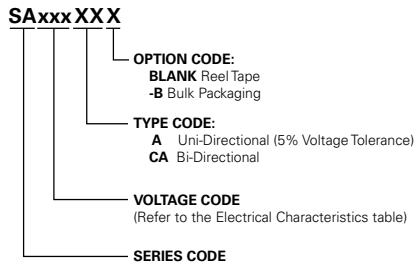 SAxxxXX X
OPTION CODE:
BLANK Reel Tape
-B Bulk Packaging
TYPE CODE:
A Uni-Directional (5% Voltage Tolerance)
CA Bi-Directional
VOLTAGE CODE
(Refer to the Electrical Characteristics table)
SERIES CODE